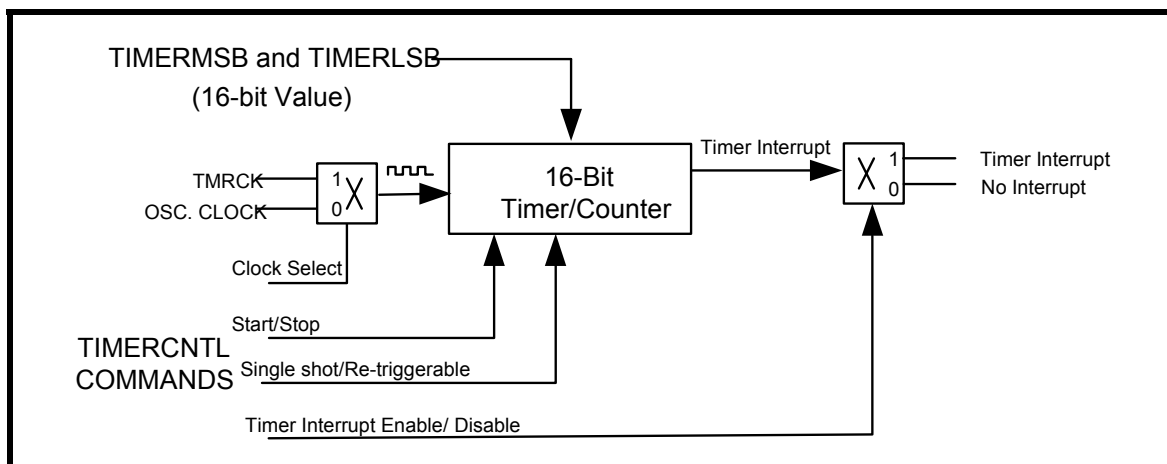 TIMERMSB and TIMERLSB
(16-bit Value)
Timer Interrupt
1
0
X
Timer Interrupt
No Interrupt
TMRCK
OSC. CLOCK
1
0
X
16-Bit
Timer/Counter
Clock Select
Start/Stop
TIMERCNTL
COMMANDS
Single shot/Re-triggerable
Timer Interrupt Enable/ Disable